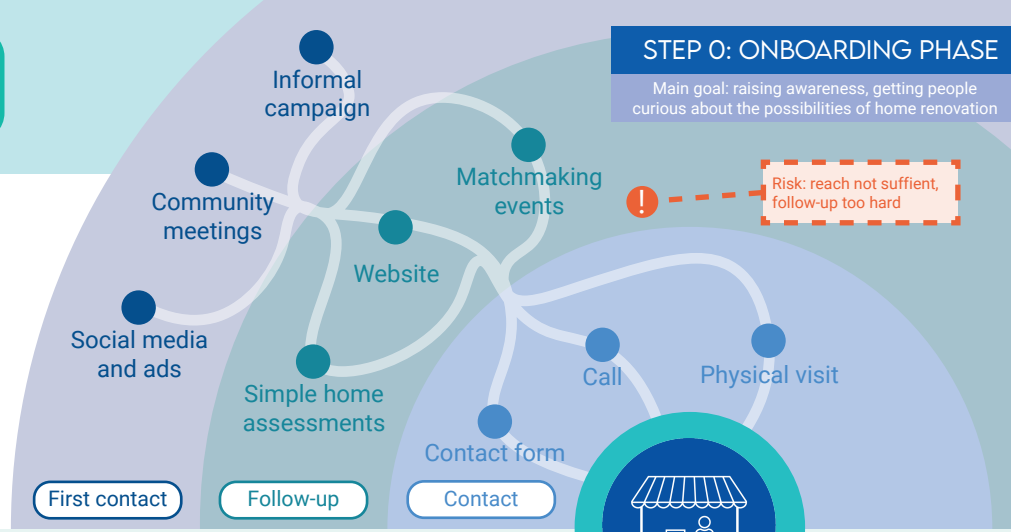 STEP 0: ONBOARDING PHASE
Main goal: raising awareness, getting people
curious about the possibilities of home renovation
Informal
campaign
Matchmaking
events
Risk: reach not suffient,
follow-up too hard
!
Community
meetings
Website
Social media
and ads
Simple home
assessments
Call
Physical visit
Contact form
First contact
Follow-up
Contact